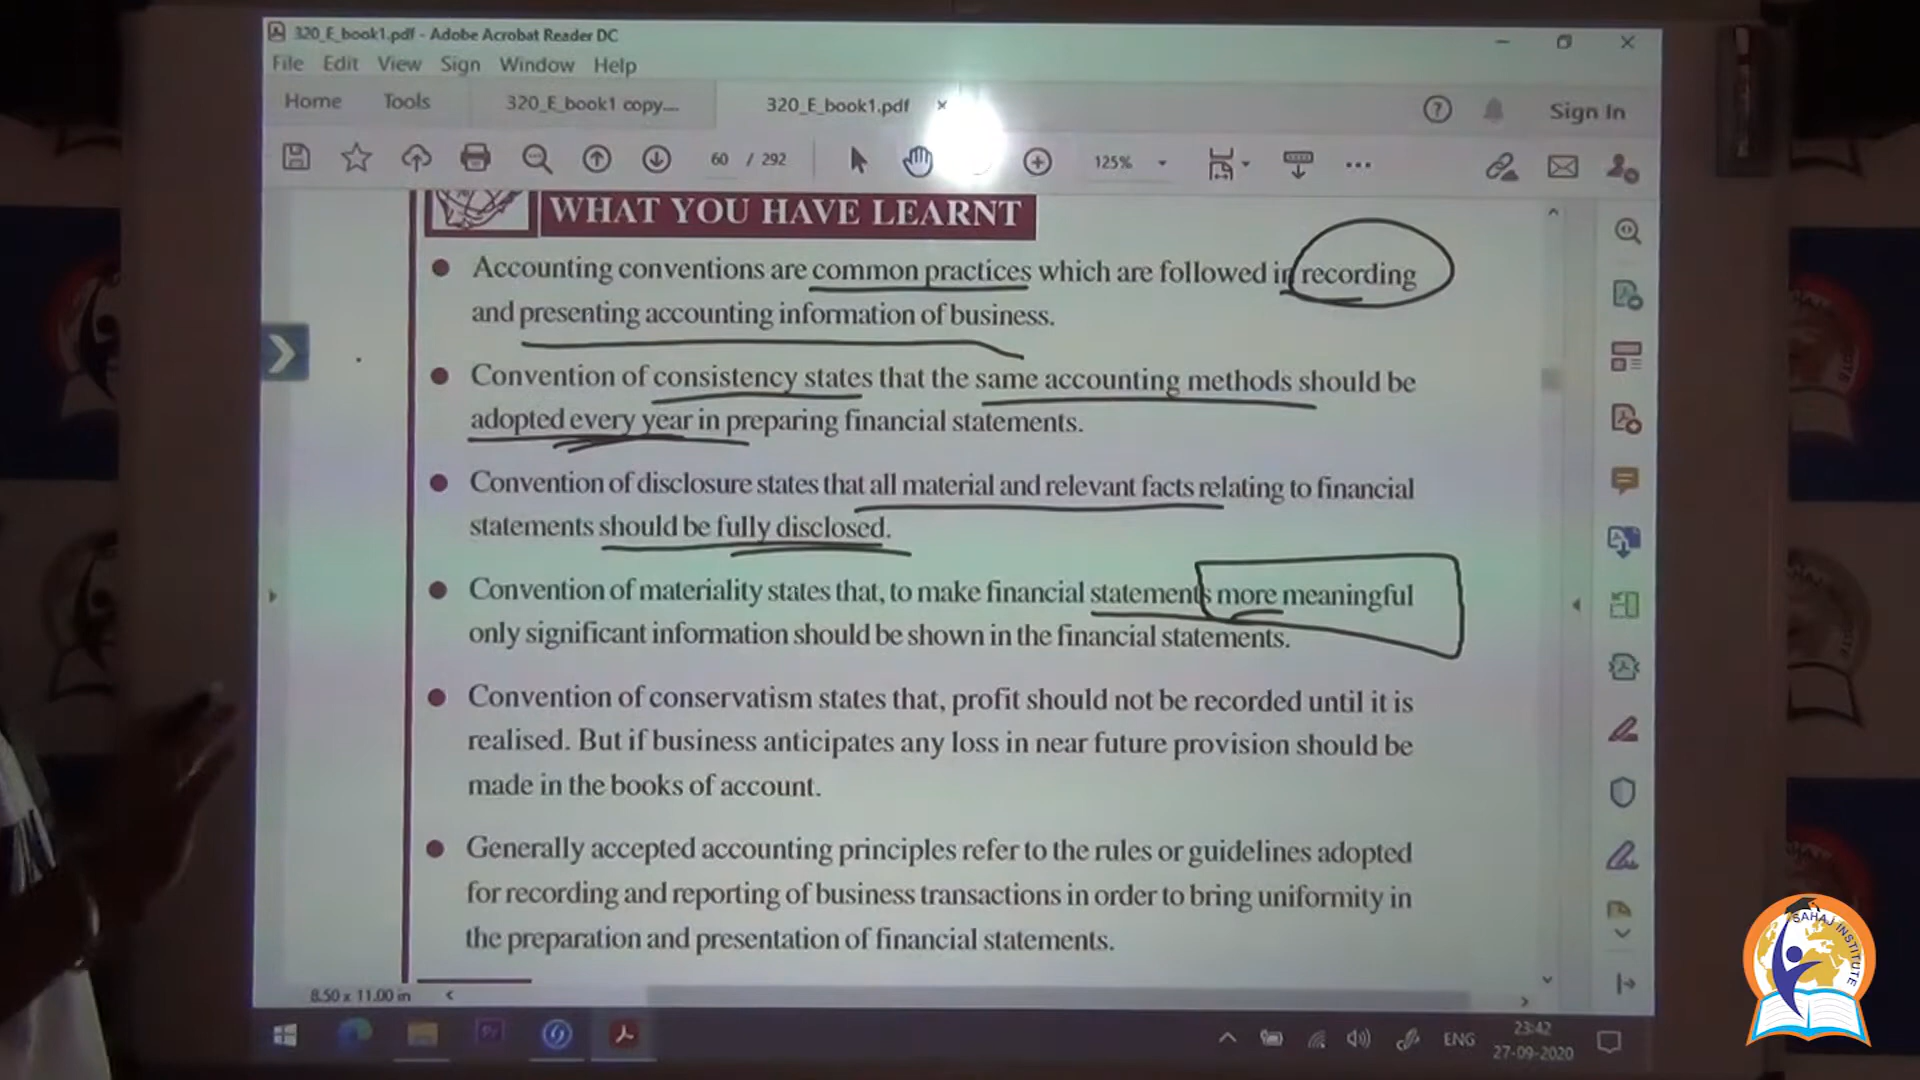 320_E_book1.pdf - Adobe Acrobat Reader DC
File Edit View Sign Window Help
Home Tools 320_E_book1 copy.... 320_E_book1.pdf × Sign In
60 / 292 125%
WHAT YOU HAVE LEARNT
Accounting conventions are common practices which are followed in recording
and presenting accounting information of business.
Convention of consistency states that the same accounting methods should be
adopted every year in preparing financial statements.
Convention of disclosure states that all material and relevant facts relating to financial
statements should be fully disclosed.
Convention of materiality states that, to make financial statements more meaningful
only significant information should be shown in the financial statements.
Convention of conservatism states that, profit should not be recorded until it is
realised. But if business anticipates any loss in near future provision should be
made in the books of account.
Generally accepted accounting principles refer to the rules or guidelines adopted
for recording and reporting of business transactions in order to bring uniformity in
the preparation and presentation of financial statements.
8.50 x 11.00 in
Pr
ENG
23:42
27-09-2020
SAHAJ INSTITUTE